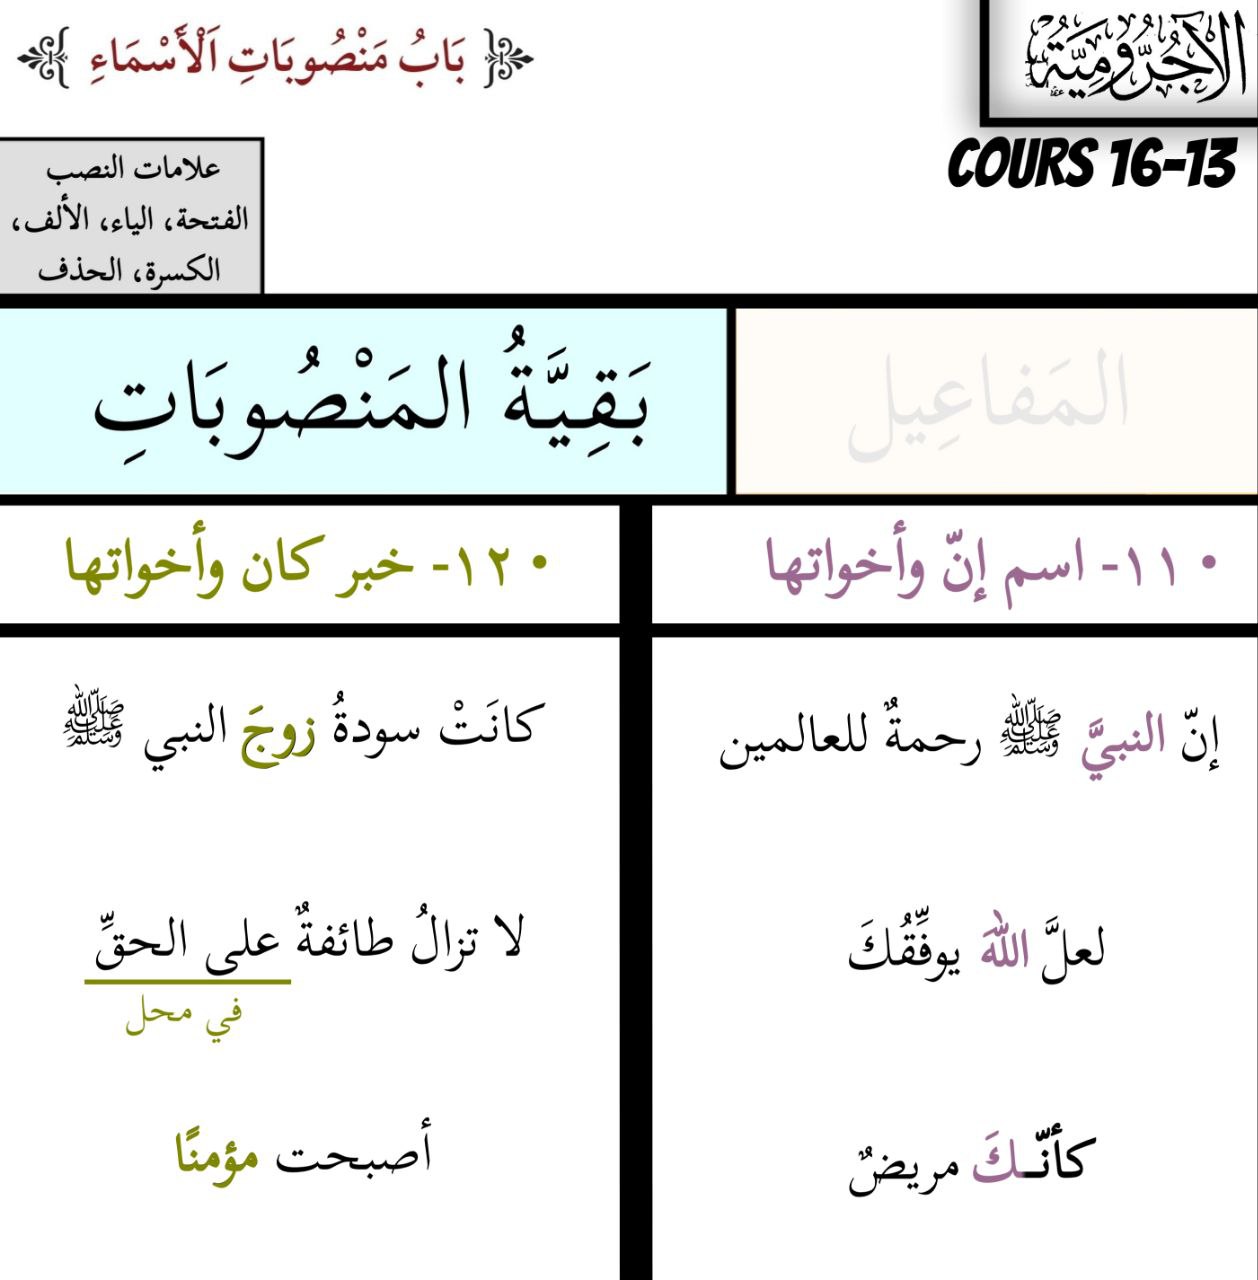 الآجُرُّومِيَّةُ
بَابُ مَنْصُوبَاتِ اَلْأَسْمَاءِ
COURS 16-13
علامات النصب
الفتحة، الياء، الألف،
الكسرة، الحذف
المَفاعِيل
بَقِيَّةُ المَنْصُوبَاتِ
• ١١- اسم إنّ وأخواتها
إنّ النبيَّ ﷺ رحمةٌ للعالمين
لعلَّ اللهَ يوفِّقُكَ
كأنّـكَ مريضٌ
• ١٢- خبر كان وأخواتها
كانَتْ سودةُ زوجَ النبي ﷺ
لا تزالُ طائفةٌ على الحقِّ
في محل
أصبحت مؤمنًا